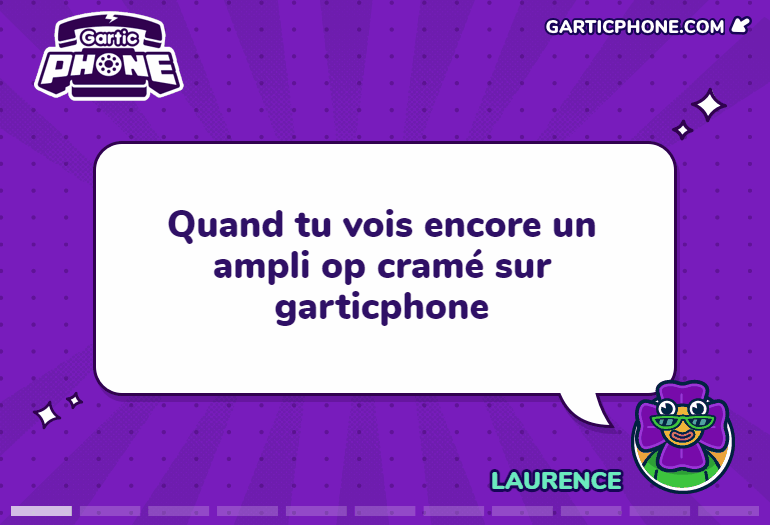 Gartic
PHONE
GARTICPHONE.COM
Quand tu vois encore un
ampli op cramé sur
garticphone
LAURENCE